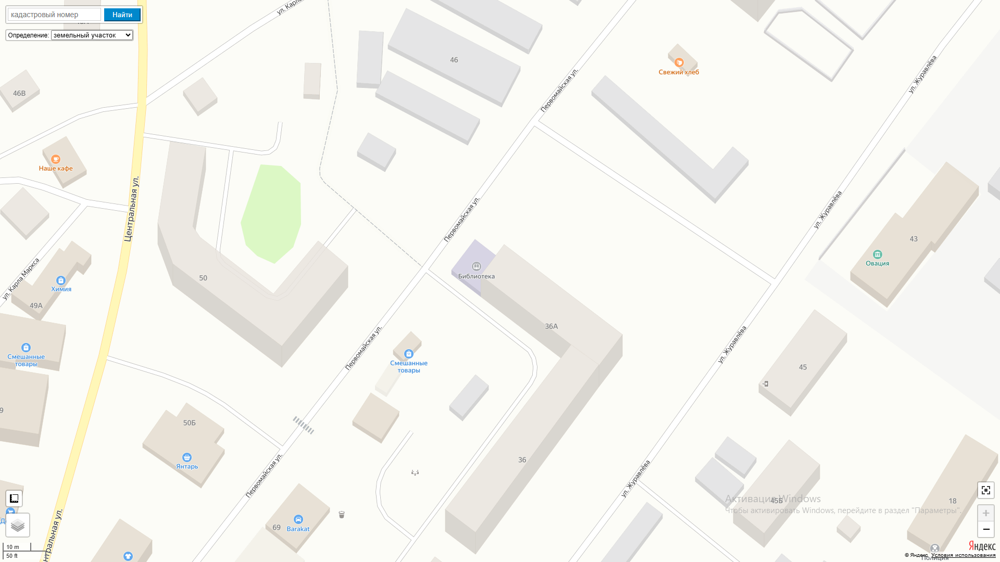 кадастровый номер
Найти
Определение:
земельный участок
ул. Карла
46
46В
Свежий хлеб
Первомайская ул.
ул. Журавлёва
Наше кафе
Центральная ул.
Первомайская ул.
ул. Журавлёва
43
Овация
50
Библиотека
ул. Карла Маркса
Химия
49А
36А
Первомайская ул.
ул. Журавлёва
Смешанные
товары
Смешанные
товары
45
9
50Б
Янтарь
36
Первомайская ул.
ул. Журавлёва
45Б
18
69
Barakat
Активация Windows
Чтобы активировать Windows, перейдите в раздел "Параметры".
+
−
10 m
50 ft
Яндекс
© Яндекс
Условия использования
Полиция